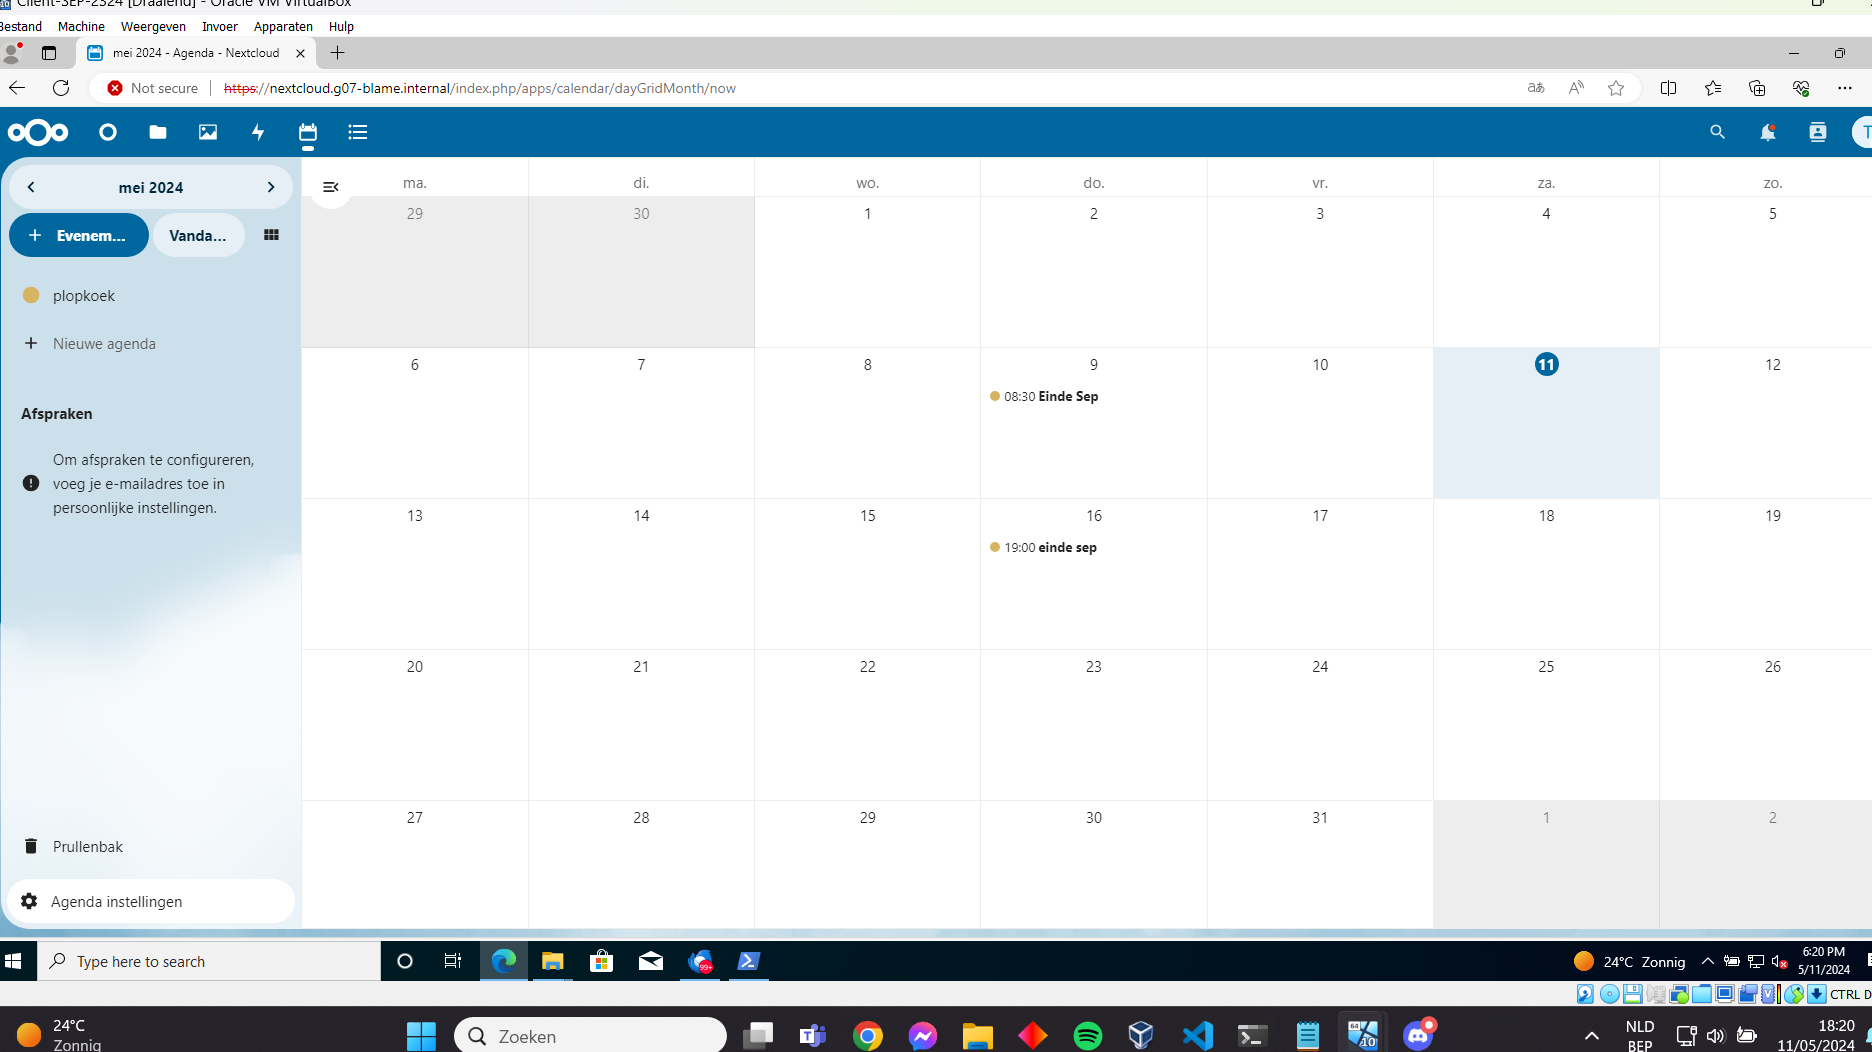 Client-SEP-2324 [Draaiend] - Oracle VM VirtualBox
Bestand Machine Weergeven Invoer Apparaten Hulp
mei 2024 - Agenda - Nextcloud
Not secure https://nextcloud.g07-blame.internal/index.php/apps/calendar/dayGridMonth/now
T
mei 2024
ma. di. wo. do. vr. za. zo.
29 30 1 2 3 4 5
+ Evenem... Vanda...
plopkoek
+ Nieuwe agenda
6 7 8 9 10 11 12
08:30 Einde Sep
Afspraken
Om afspraken te configureren,
voeg je e-mailadres toe in
persoonlijke instellingen.
13 14 15 16 17 18 19
19:00 einde sep
20 21 22 23 24 25 26
27 28 29 30 31 1 2
Prullenbak
Agenda instellingen
Type here to search
99+
24°C Zonnig
6:20 PM
5/11/2024
CTRL D
24°C
Zonnig
Zoeken
64
10
NLD
BEP
18:20
11/05/2024